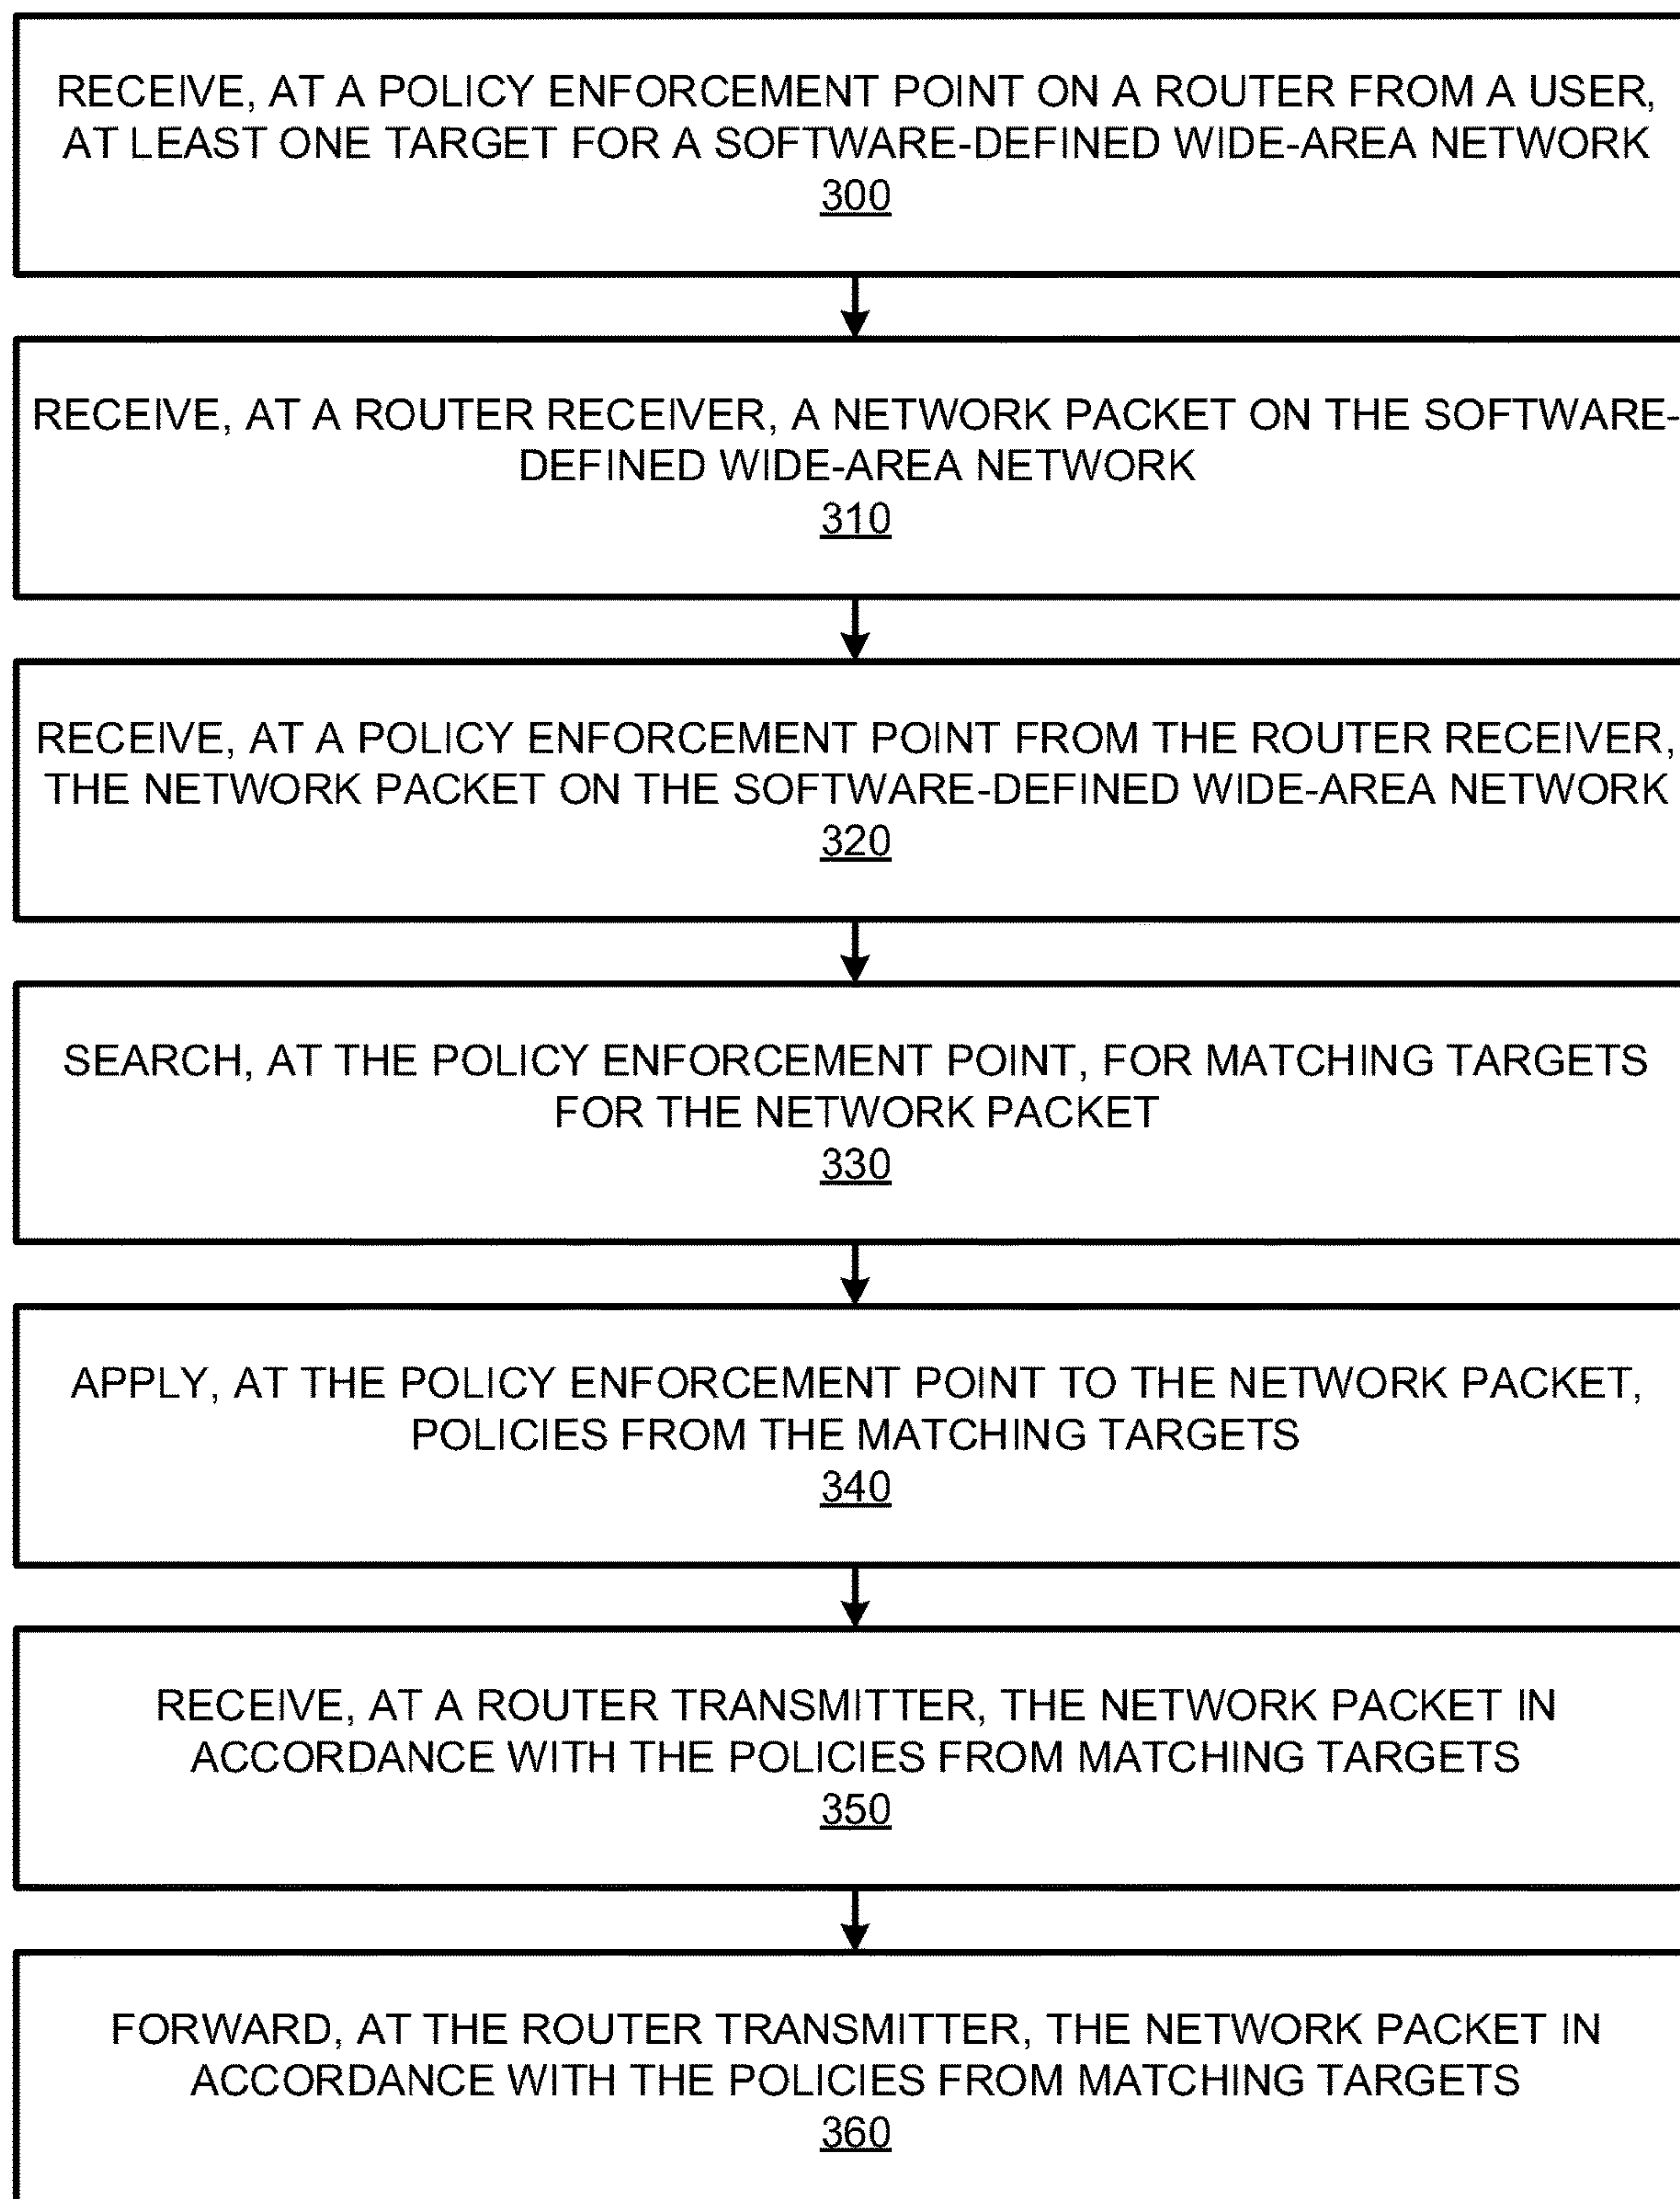 RECEIVE, AT A POLICY ENFORCEMENT POINT ON A ROUTER FROM A USER,
AT LEAST ONE TARGET FOR A SOFTWARE-DEFINED WIDE-AREA NETWORK
300
RECEIVE, AT A ROUTER RECEIVER, A NETWORK PACKET ON THE SOFTWARE-
DEFINED WIDE-AREA NETWORK
310
RECEIVE, AT A POLICY ENFORCEMENT POINT FROM THE ROUTER RECEIVER,
THE NETWORK PACKET ON THE SOFTWARE-DEFINED WIDE-AREA NETWORK
320
SEARCH, AT THE POLICY ENFORCEMENT POINT, FOR MATCHING TARGETS
FOR THE NETWORK PACKET
330
APPLY, AT THE POLICY ENFORCEMENT POINT TO THE NETWORK PACKET,
POLICIES FROM THE MATCHING TARGETS
340
RECEIVE, AT A ROUTER TRANSMITTER, THE NETWORK PACKET IN
ACCORDANCE WITH THE POLICIES FROM MATCHING TARGETS
350
FORWARD, AT THE ROUTER TRANSMITTER, THE NETWORK PACKET IN
ACCORDANCE WITH THE POLICIES FROM MATCHING TARGETS
360